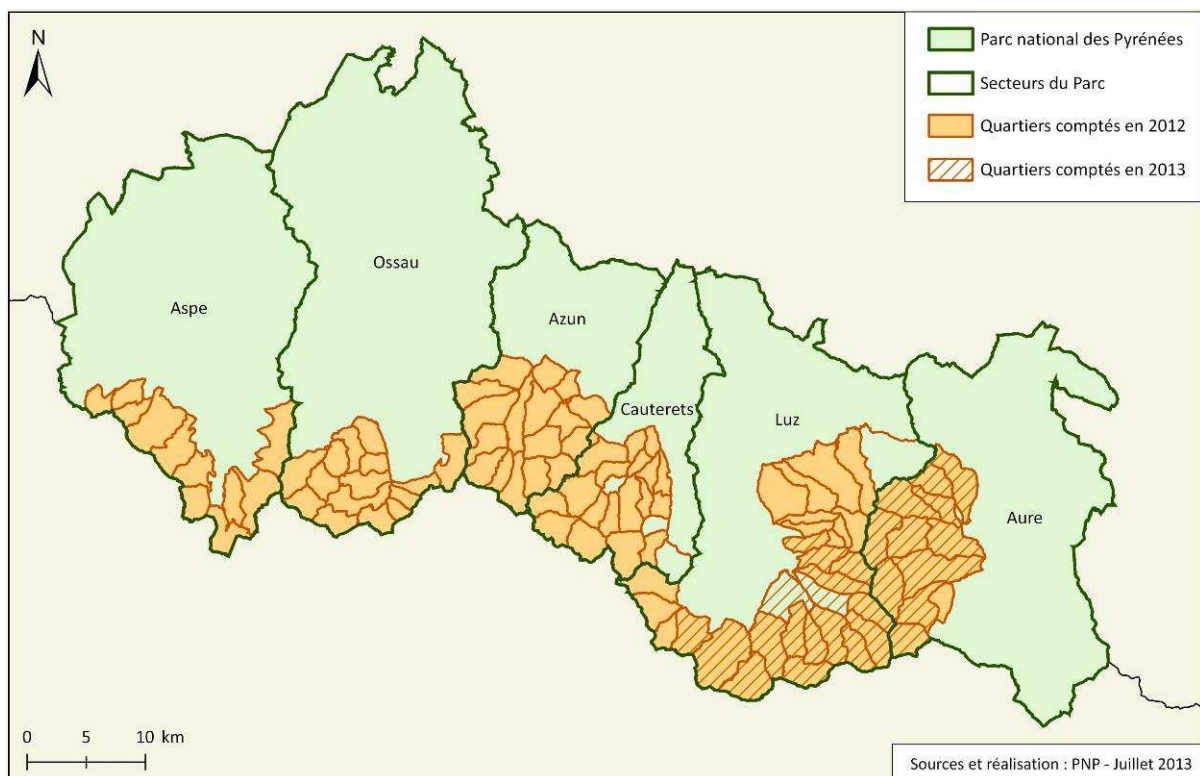 N
Parc national des Pyrénées
Secteurs du Parc
Quartiers comptés en 2012
Quartiers comptés en 2013
Ossau
Aspe
Azun
Cauterets
Luz
Aure
0 5 10 km
Sources et réalisation : PNP - Juillet 2013